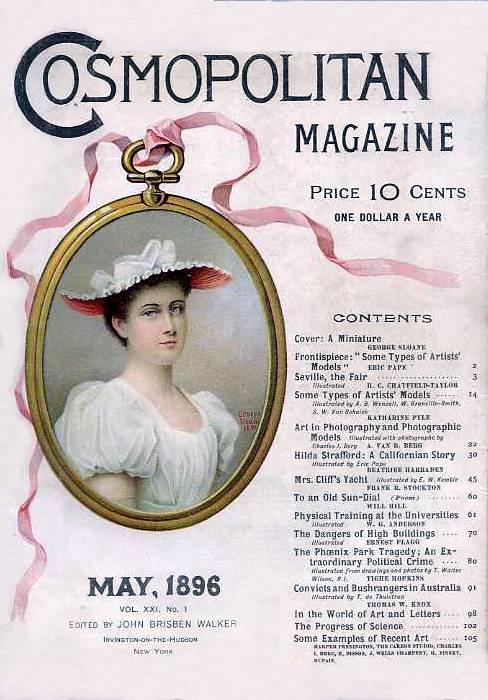 COSMOPOLITAN
MAGAZINE
PRICE 10 CENTS
ONE DOLLAR A YEAR
CONTENTS
Cover: A Miniature
GEORGE SLOANE
Frontispiece: "Some Types of Artists'
Models" ERIC PAPE 2
Seville, the Fair 3
Illustrated H. C. CHATFIELD-TAYLOR
Some Types of Artists' Models 14
Illustrated by A. B. Wenzell, W. Granville-Smith,
S. W. Van Schaick
KATHARINE PYLE
Art in Photography and Photographic
Models Illustrated with photographs by
Charles I. Berg A. VAN B. BERG 22
Hilda Strafford: A Californian Story 30
Illustrated by Eric Pape
BEATRICE HARRADEN
Mrs. Cliff's Yacht Illustrated by E. W. Kemble 45
FRANK R. STOCKTON
To an Old Sun-Dial (Poem) 60
WILL HILL
Physical Training at the Universities 61
Illustrated W. G. ANDERSON
The Dangers of High Buildings 70
Illustrated ERNEST FLAGG
The Phœnix Park Tragedy; An Ex-
traordinary Political Crime 80
Illustrated from drawings and photos by T. Walter
Wilson, R.I. TIGHE HOPKINS
Convicts and Bushrangers in Australia 91
Illustrated by T. de Thulstrup
THOMAS W. KNOX
In the World of Art and Letters 98
The Progress of Science 102
Some Examples of Recent Art 105
HARPER PENNINGTON, THE CARBON STUDIO, CHARLES
I. BERG, E. BISSON, J. WELLS CHAMPNEY, H. PINKEY,
DUPAIN.
George
Sloane
MAY, 1896
VOL. XXI, No. 1
EDITED BY JOHN BRISBEN WALKER
IRVINGTON-ON-THE-HUDSON
NEW YORK